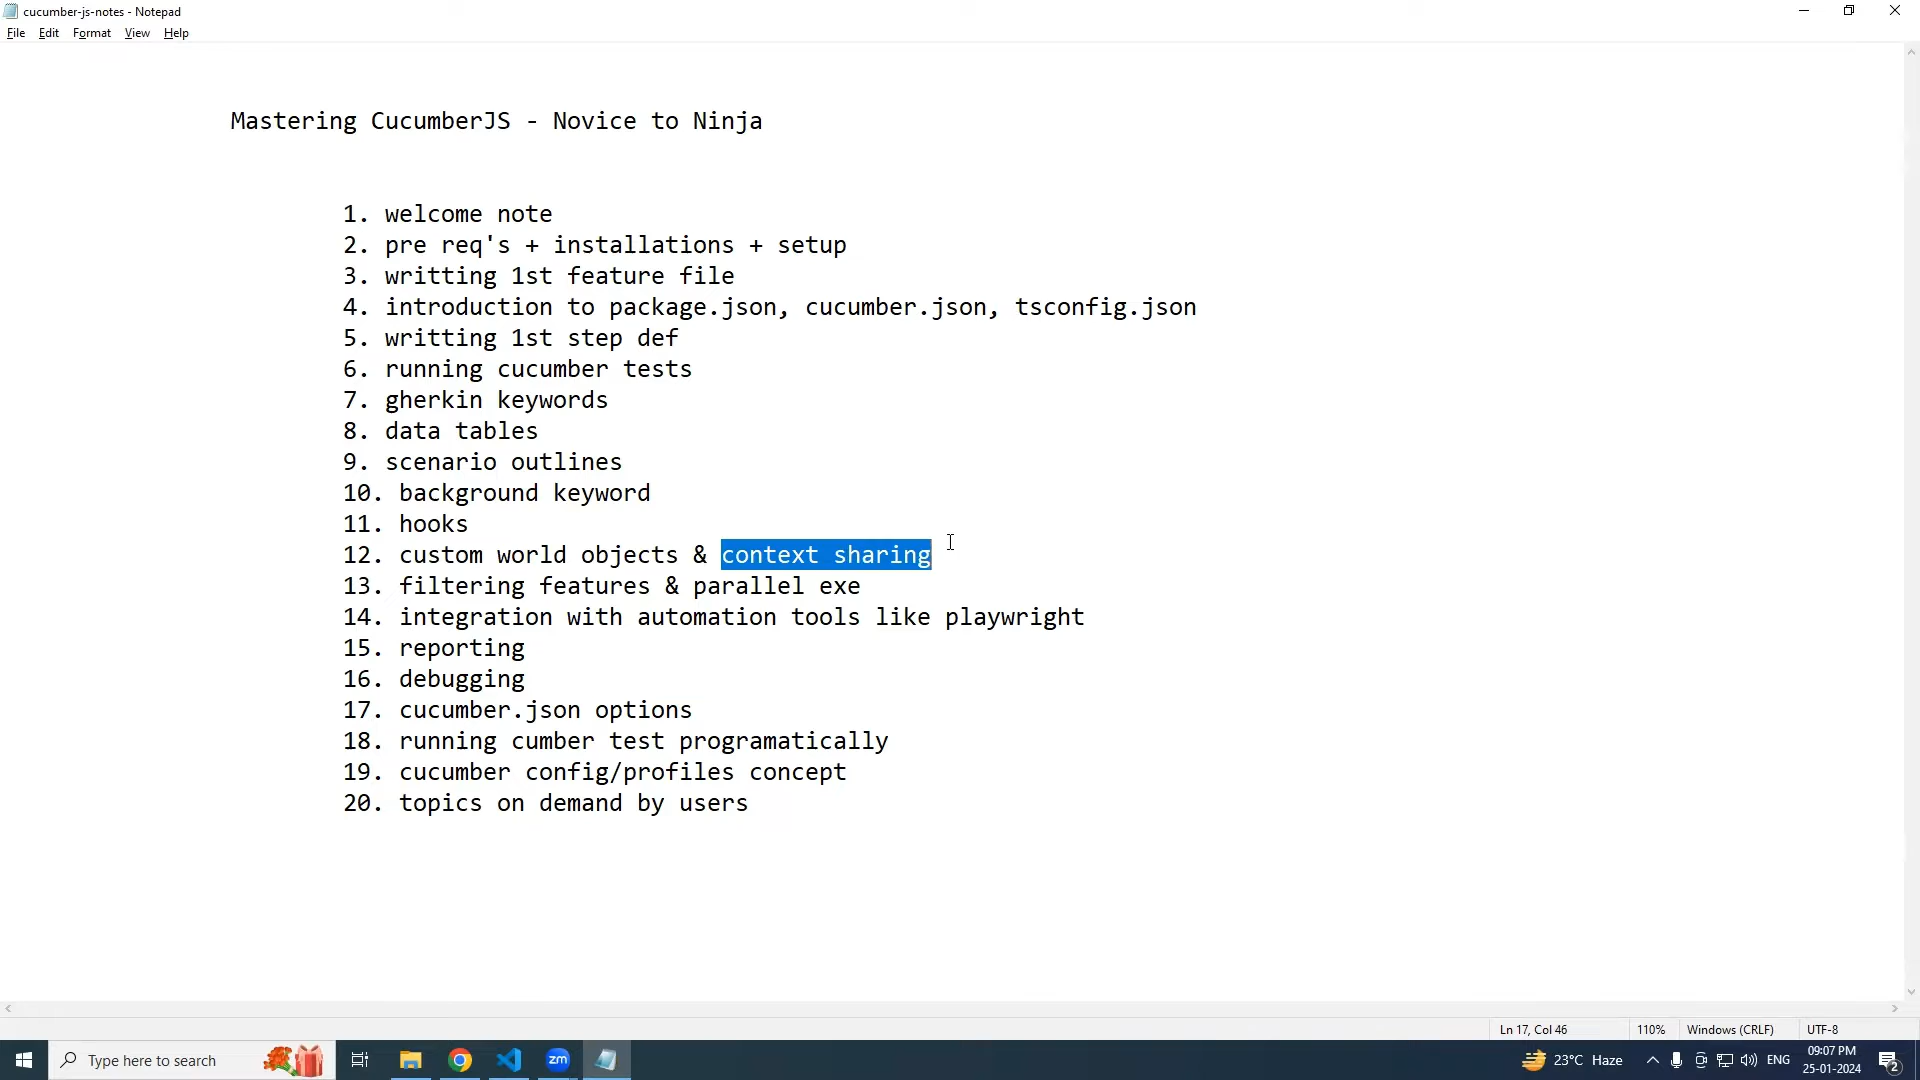 cucumber-js-notes - Notepad
File Edit Format View Help
Mastering CucumberJS - Novice to Ninja
1. welcome note
2. pre req's + installations + setup
3. writting 1st feature file
4. introduction to package.json, cucumber.json, tsconfig.json
5. writting 1st step def
6. running cucumber tests
7. gherkin keywords
8. data tables
9. scenario outlines
10. background keyword
11. hooks
12. custom world objects & context sharing
13. filtering features & parallel exe
14. integration with automation tools like playwright
15. reporting
16. debugging
17. cucumber.json options
18. running cumber test programatically
19. cucumber config/profiles concept
20. topics on demand by users
Ln 17, Col 46 110% Windows (CRLF) UTF-8
Type here to search zm 23°C Haze ENG 09:07 PM 2
25-01-2024